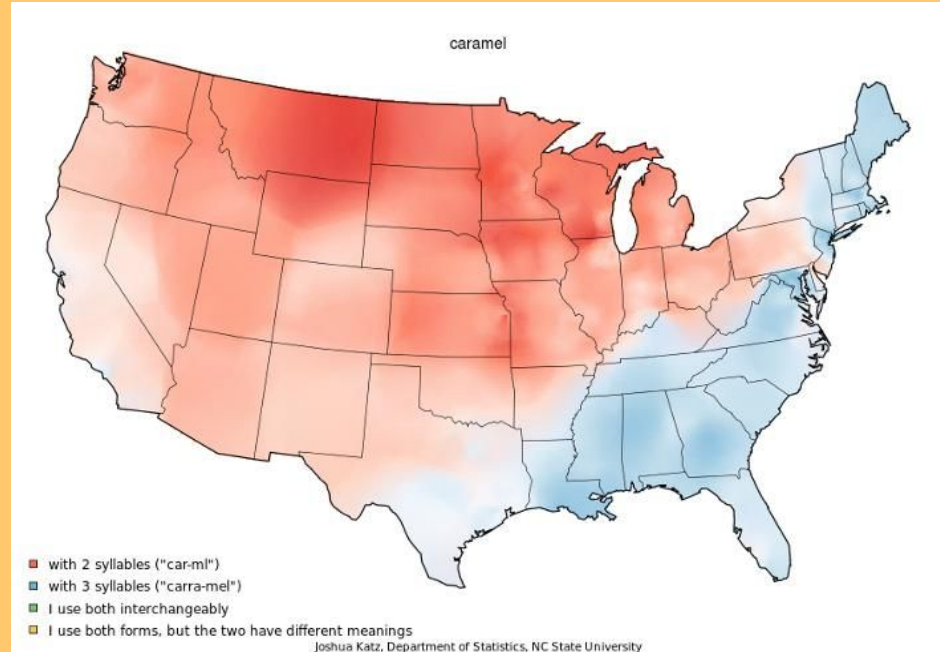 caramel
with 2 syllables ("car-ml")
with 3 syllables ("carra-mel")
I use both interchangeably
I use both forms, but the two have different meanings
Joshua Katz, Department of Statistics, NC State University